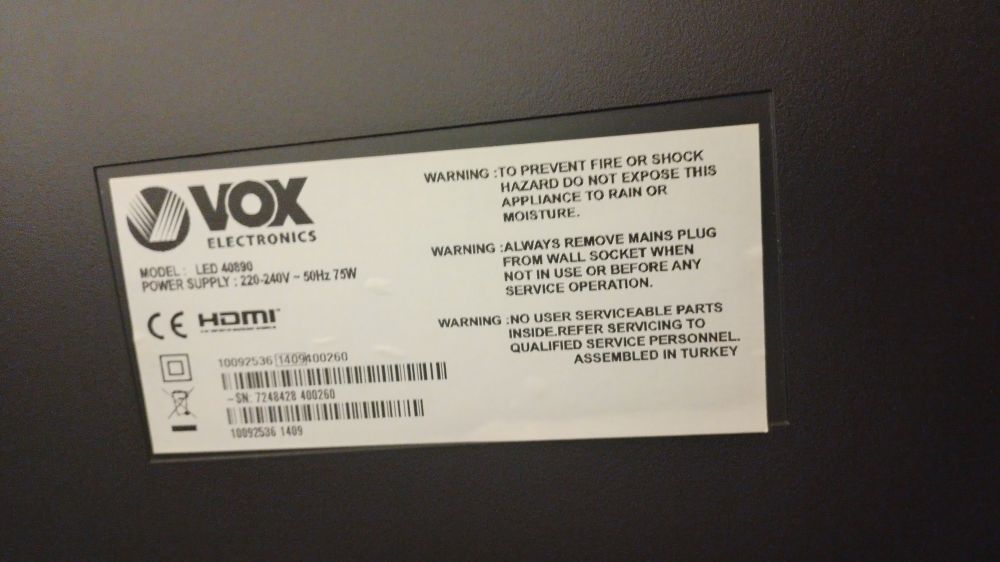 VOX
ELECTRONICS
MODEL : LED 40890
POWER SUPPLY : 220-240V ~ 50Hz 75W
CE HDMI
10092536 1409 400260
~SN: 7248428 400260
10092536 1409
WARNING :TO PREVENT FIRE OR SHOCK
HAZARD DO NOT EXPOSE THIS
APPLIANCE TO RAIN OR
MOISTURE.
WARNING :ALWAYS REMOVE MAINS PLUG
FROM WALL SOCKET WHEN
NOT IN USE OR BEFORE ANY
SERVICE OPERATION.
WARNING :NO USER SERVICEABLE PARTS
INSIDE.REFER SERVICING TO
QUALIFIED SERVICE PERSONNEL.
ASSEMBLED IN TURKEY